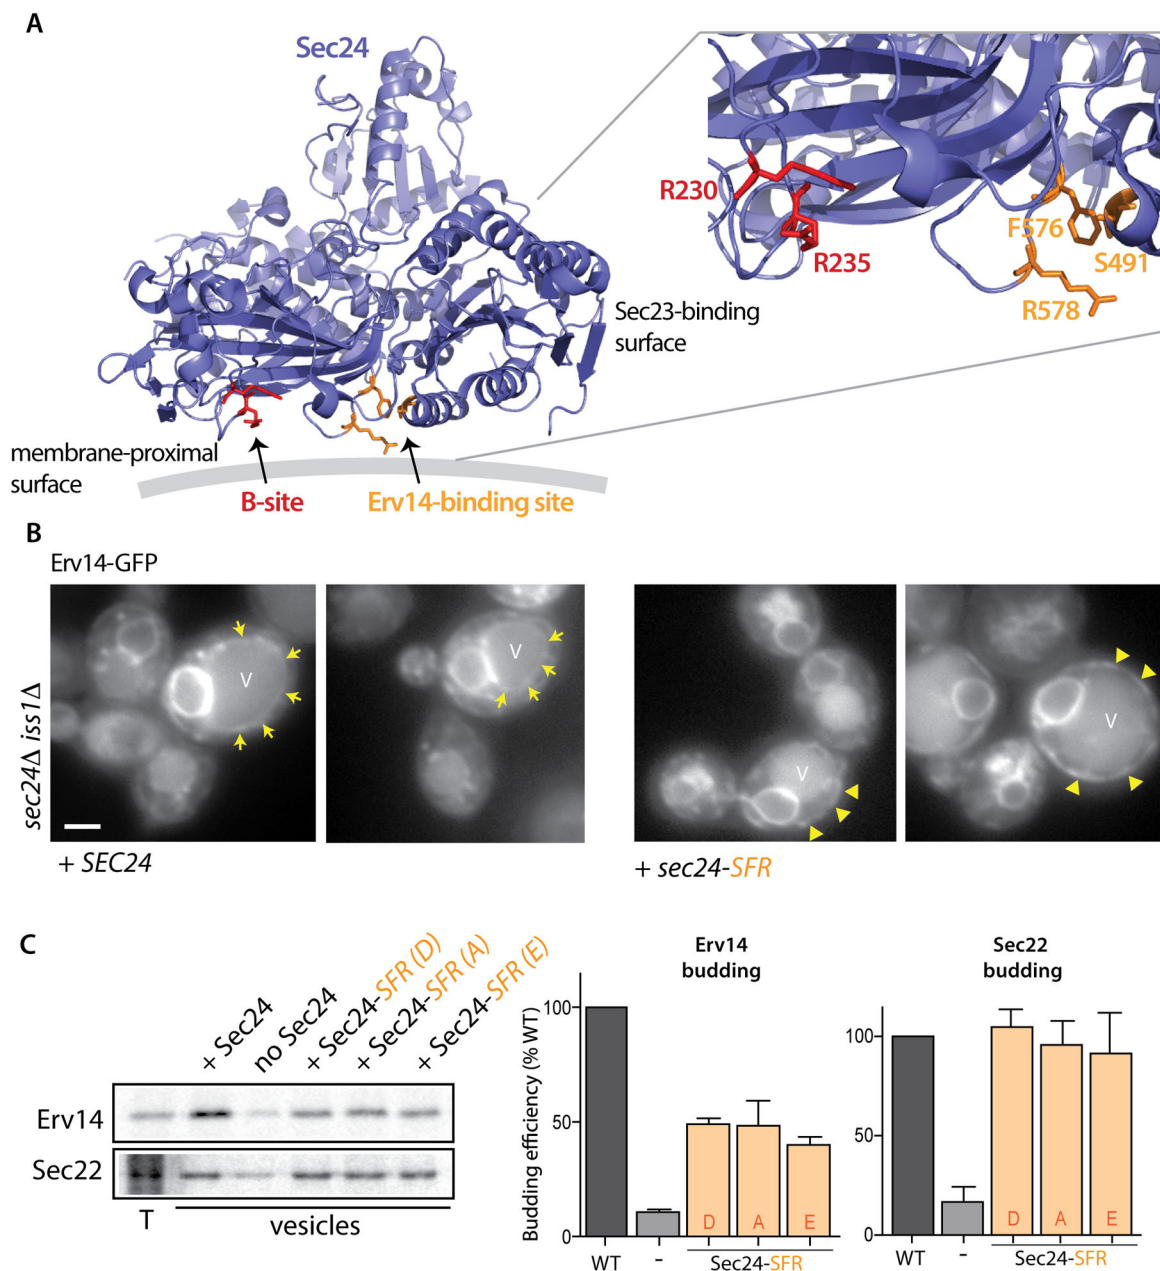 A
Sec24
R230
R235
F576
S491
R578
Sec23-binding
surface
membrane-proximal
surface
B-site
Erv14-binding site
B
Erv14-GFP
sec24Δ iss1Δ
V
V
V
V
+ SEC24
+ sec24-SFR
C
+ Sec24
no Sec24
+ Sec24-SFR (D)
+ Sec24-SFR (A)
+ Sec24-SFR (E)
Erv14
Sec22
T
vesicles
Erv14
budding
Budding efficiency (% WT)
100
50
0
D A E
WT - Sec24-SFR
Sec22
budding
100
50
0
D A E
WT - Sec24-SFR